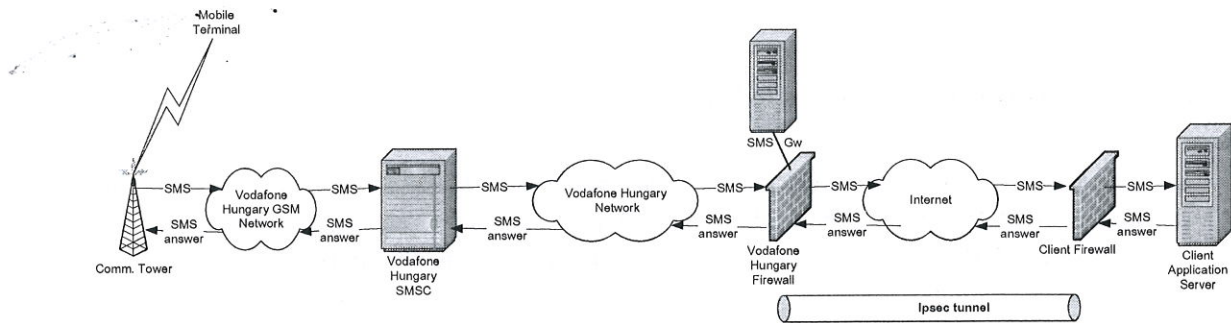 Mobile
Terminal
SMS Gw
SMS
SMS
SMS
SMS
SMS
SMS
SMS
Vodafone
Hungary GSM
Network
Vodafone Hungary
Network
Internet
SMS
answer
SMS
answer
SMS
answer
SMS
answer
SMS
answer
SMS
answer
SMS
answer
Comm. Tower
Vodafone
Hungary
SMSC
Vodafone
Hungary
Firewall
Client Firewall
Client
Application
Server
Ipsec tunnel